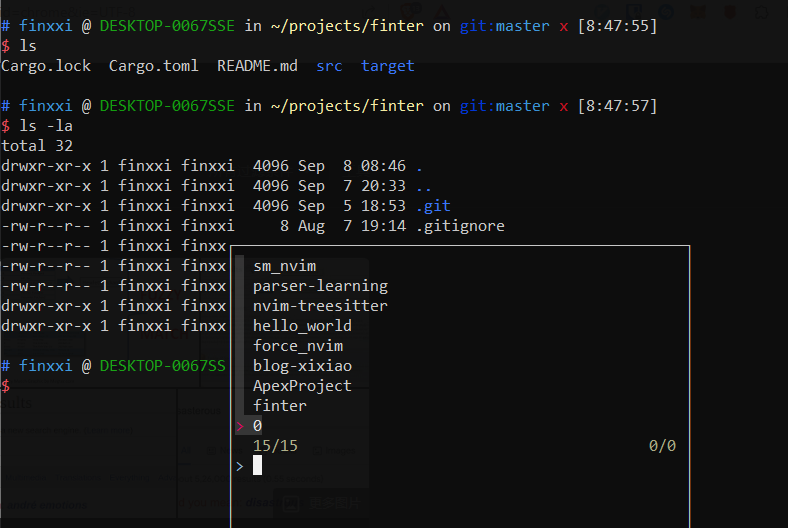 # finxxi @ DESKTOP-0067SSE in ~/projects/finter on git:master x [8:47:55]
$ ls
Cargo.lock  Cargo.toml  README.md  src  target
# finxxi @ DESKTOP-0067SSE in ~/projects/finter on git:master x [8:47:57]
$ ls -la
total 32
drwxr-xr-x 1 finxxi finxxi  4096 Sep  8 08:46 .
drwxr-xr-x 1 finxxi finxxi  4096 Sep  7 20:33 ..
drwxr-xr-x 1 finxxi finxxi  4096 Sep  5 18:53 .git
-rw-r--r-- 1 finxxi finxxi     8 Aug  7 19:14 .gitignore
-rw-r--r-- 1 finxxi finxx
-rw-r--r-- 1 finxxi finxx
-rw-r--r-- 1 finxxi finxx
drwxr-xr-x 1 finxxi finxx
drwxr-xr-x 1 finxxi finxx
# finxxi @ DESKTOP-0067SS
$
sm_nvim
parser-learning
nvim-treesitter
hello_world
force_nvim
blog-xixiao
ApexProject
finter
> 0
15/15 0/0
>